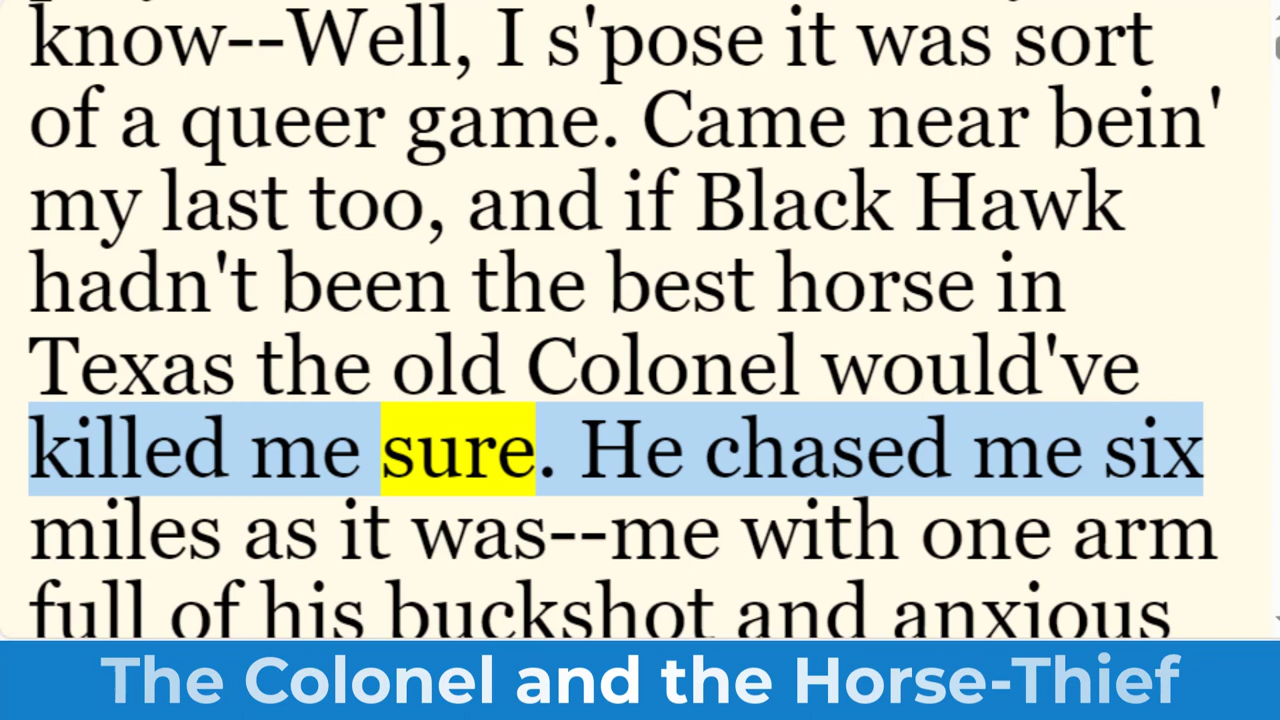 know--Well, I s'pose it was sort
of a queer game. Came near bein'
my last too, and if Black Hawk
hadn't been the best horse in
Texas the old Colonel would've
killed me sure. He chased me six
miles as it was--me with one arm
full of his buckshot and anxious
The Colonel and the Horse-Thief